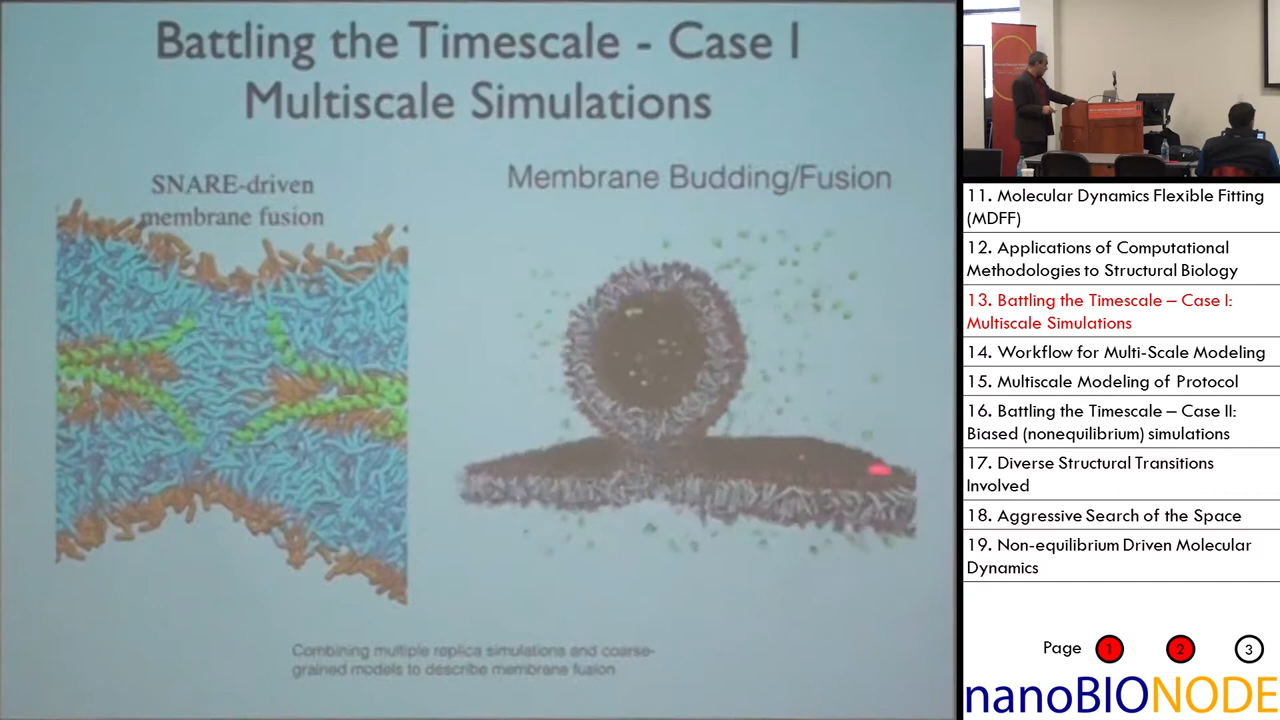 Battling the Timescale - Case I
Multiscale Simulations
SNARE-driven
membrane fusion
Membrane Budding/Fusion
Combining multiple replica simulations and coarse-
grained models to describe membrane fusion
11. Molecular Dynamics Flexible Fitting
(MDFF)
12. Applications of Computational
Methodologies to Structural Biology
13. Battling the Timescale – Case I:
Multiscale Simulations
14. Workflow for Multi-Scale Modeling
15. Multiscale Modeling of Protocol
16. Battling the Timescale – Case II:
Biased (nonequilibrium) simulations
17. Diverse Structural Transitions
Involved
18. Aggressive Search of the Space
19. Non-equilibrium Driven Molecular
Dynamics
Page 1 2 3
nanoBIONODE